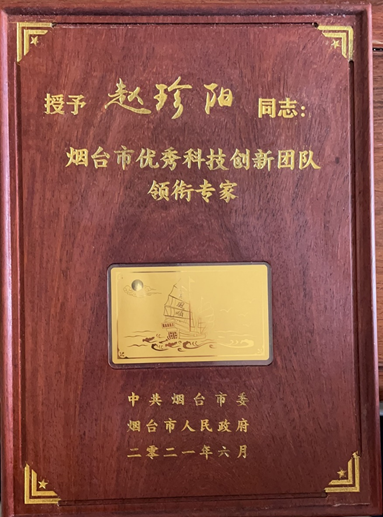 授予 赵珍阳 同志：
烟台市优秀科技创新团队
领衔专家
中共烟台市委
烟台市人民政府
二零二一年六月